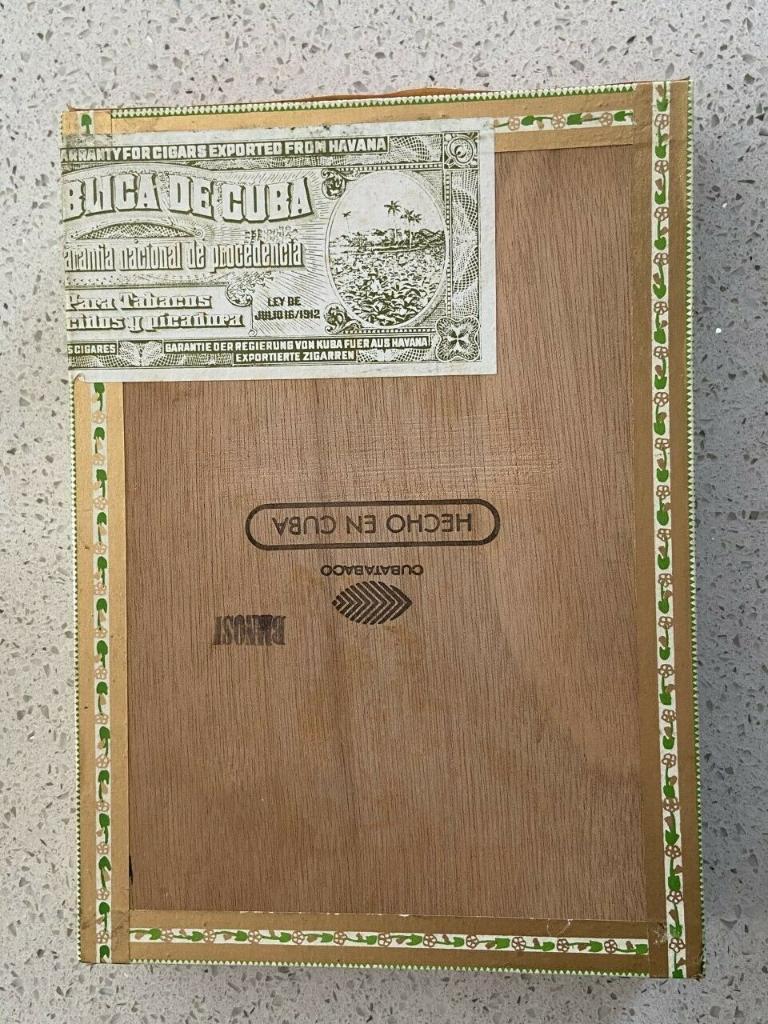 ARRANTY FOR CIGARS EXPORTED FROM HAVANA
BLICA DE CUBA
arantia nacional de procedencia
Para Tabacos
cidos y picadura
LEY DE
JULIO 16/1912
S CIGARES
GARANTIE DER REGIERUNG VON KUBA FUER AUS HAVANA
EXPORTIERTE ZIGARREN
HECHO EN CUBA
CUBATABACO